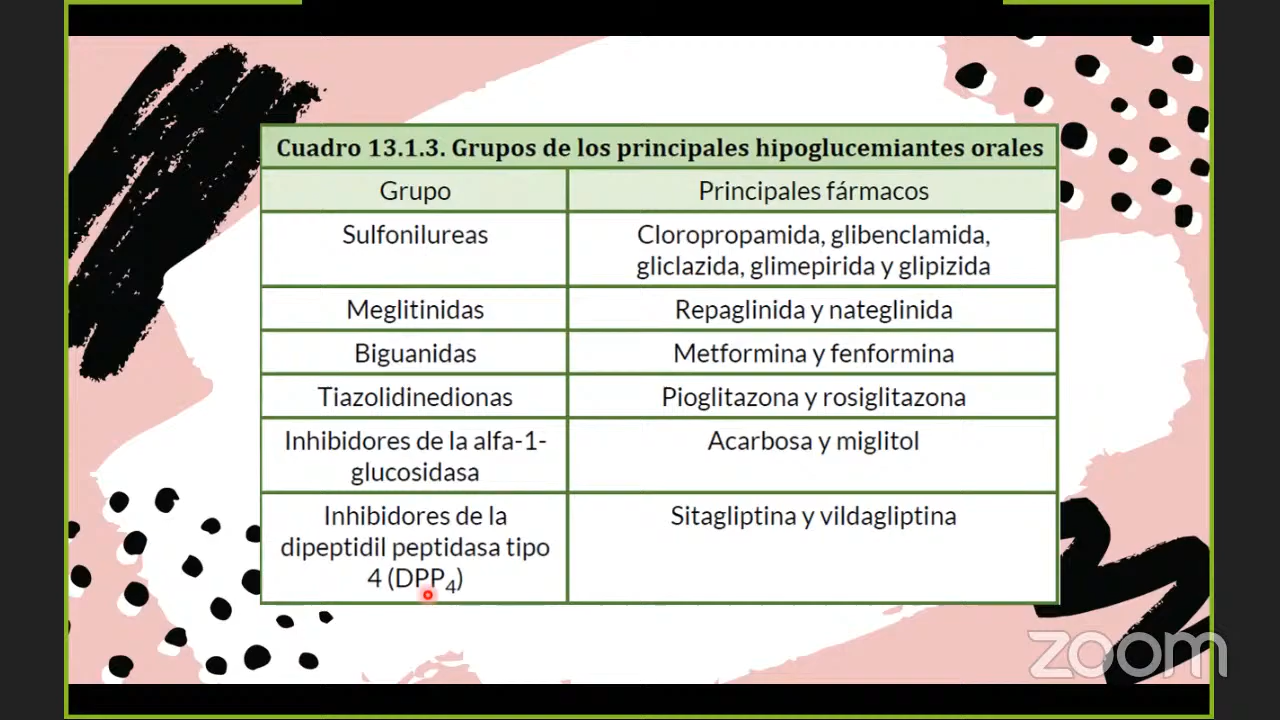 Cuadro 13.1.3. Grupos de los principales hipoglucemiantes orales
Grupo
Principales fármacos
Sulfonilureas
Cloropropamida, glibenclamida,
gliclazida, glimepirida y glipizida
Meglitinidas
Repaglinida y nateglinida
Biguanidas
Metformina y fenformina
Tiazolidinedionas
Pioglitazona y rosiglitazona
Inhibidores de la alfa-1-
glucosidasa
Acarbosa y miglitol
Inhibidores de la
dipeptidil peptidasa tipo
4 (DPP₄)
Sitagliptina y vildagliptina
zoom